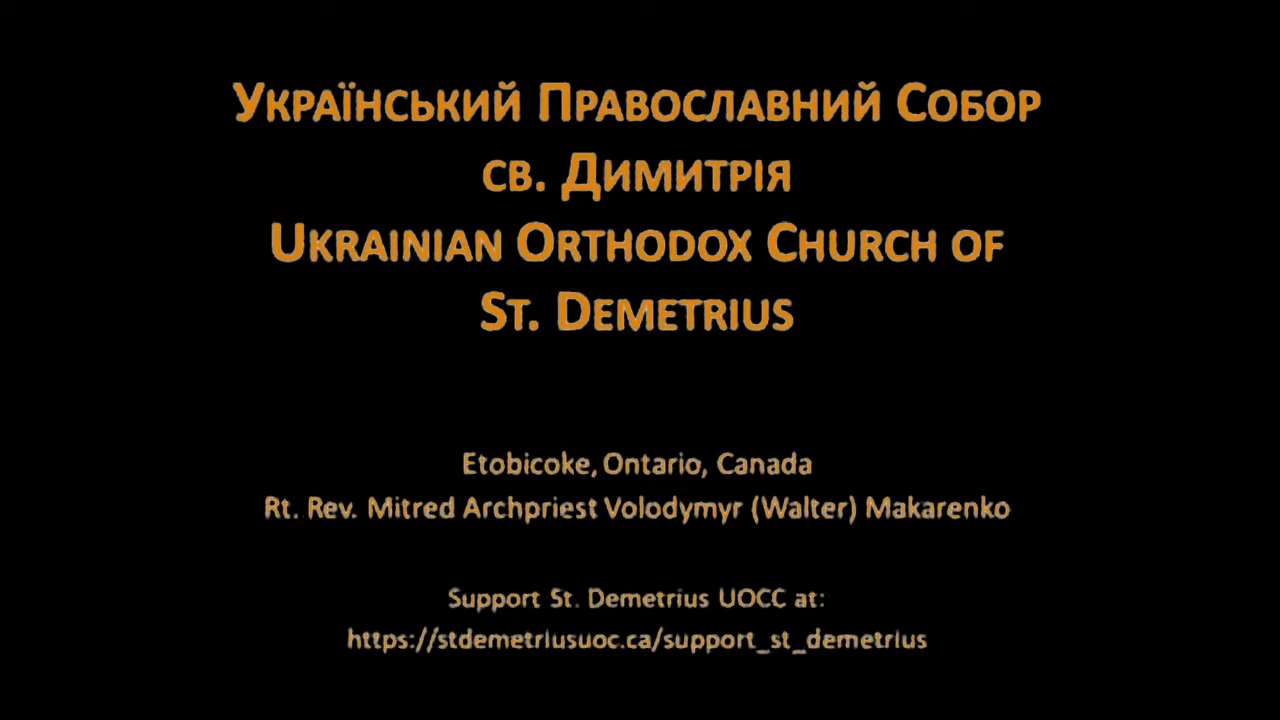 Український Православний Собор
св. Димитрія
Ukrainian Orthodox Church of
St. Demetrius
Etobicoke, Ontario, Canada
Rt. Rev. Mitred Archpriest Volodymyr (Walter) Makarenko
Support St. Demetrius UOCC at:
https://stdemetriusuoc.ca/support_st_demetrius